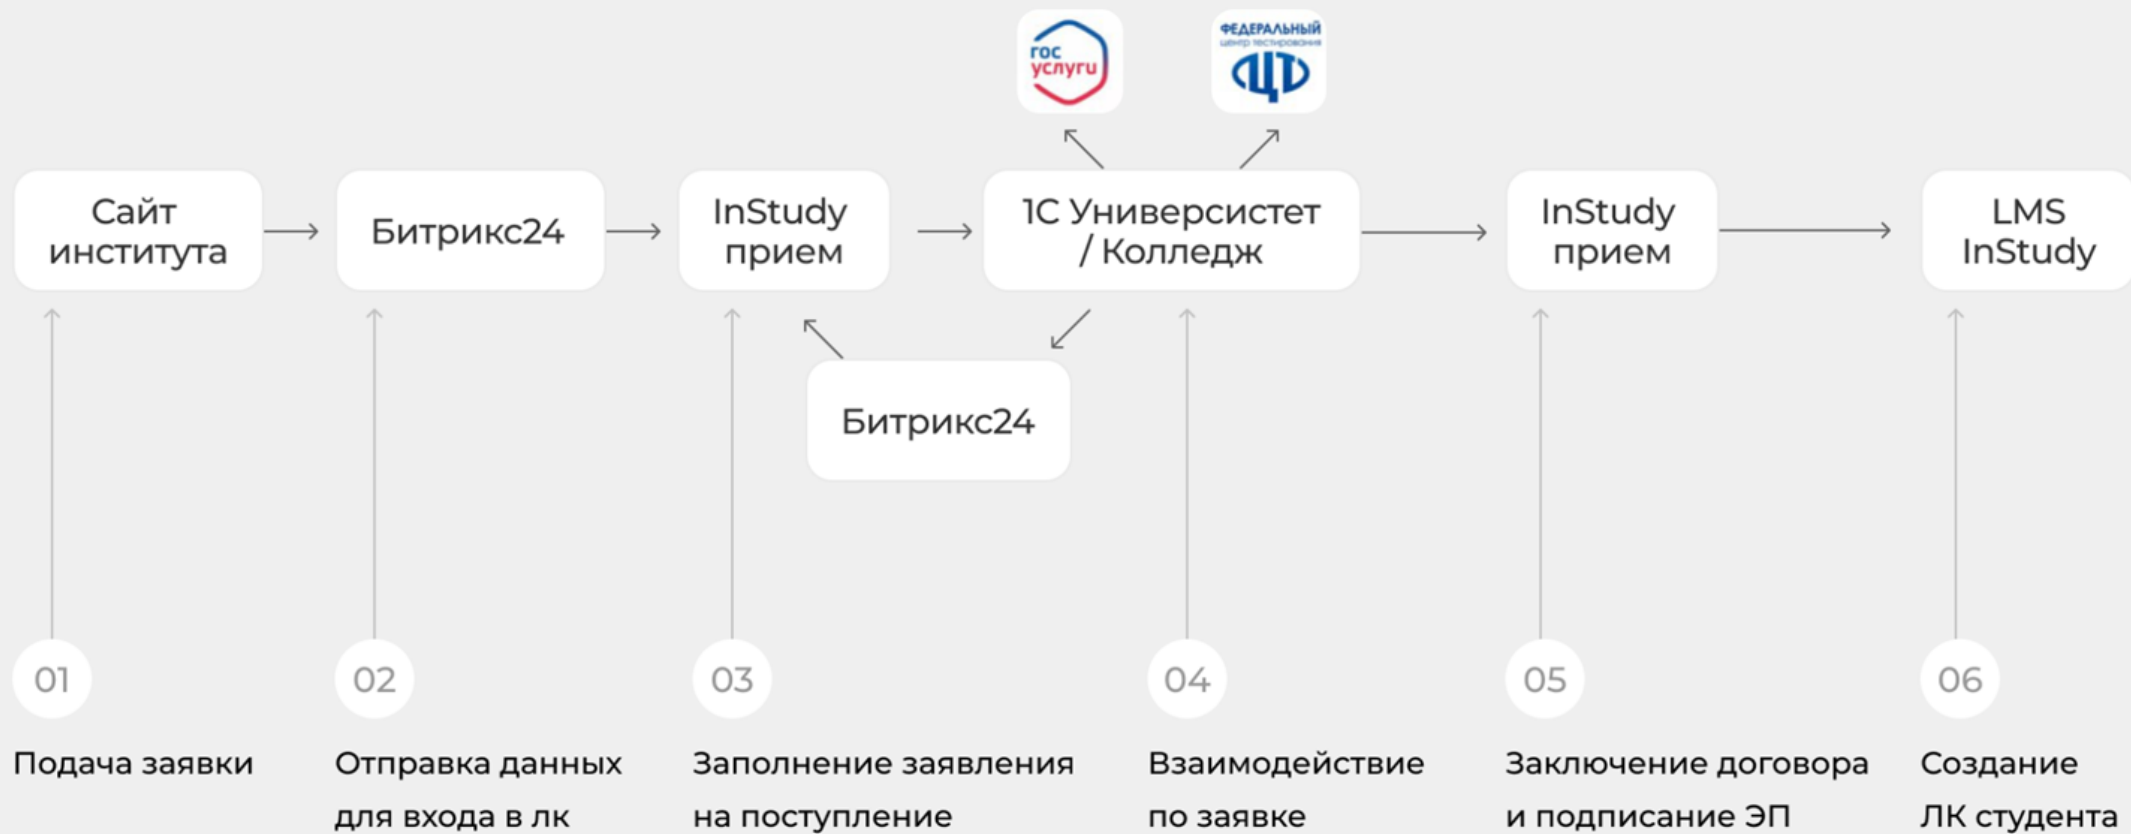 гос
услуги
ФЕДЕРАЛЬНЫЙ
центр тестирования
ЦТ
Сайт
института
Битрикс24
InStudy
прием
1С Универсистет
/ Колледж
InStudy
прием
LMS
InStudy
Битрикс24
01
02
03
04
05
06
Подача заявки
Отправка данных
для входа в лк
Заполнение заявления
на поступление
Взаимодействие
по заявке
Заключение договора
и подписание ЭП
Создание
ЛК студента